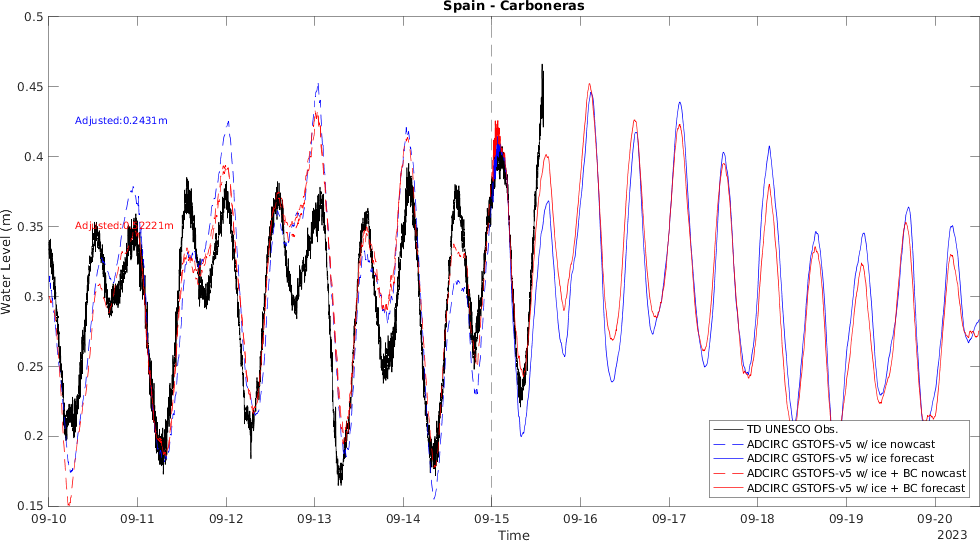 Spain - Carboneras
0.5
0.45
0.4
0.35
0.3
0.25
0.2
0.15
Water Level (m)
Adjusted:0.2431m
Adjusted:0.22221m
TD UNESCO Obs.
ADCIRC GSTOFS-v5 w/ ice nowcast
ADCIRC GSTOFS-v5 w/ ice forecast
ADCIRC GSTOFS-v5 w/ ice + BC nowcast
ADCIRC GSTOFS-v5 w/ ice + BC forecast
09-10 09-11 09-12 09-13 09-14 09-15 09-16 09-17 09-18 09-19 09-20
Time
2023